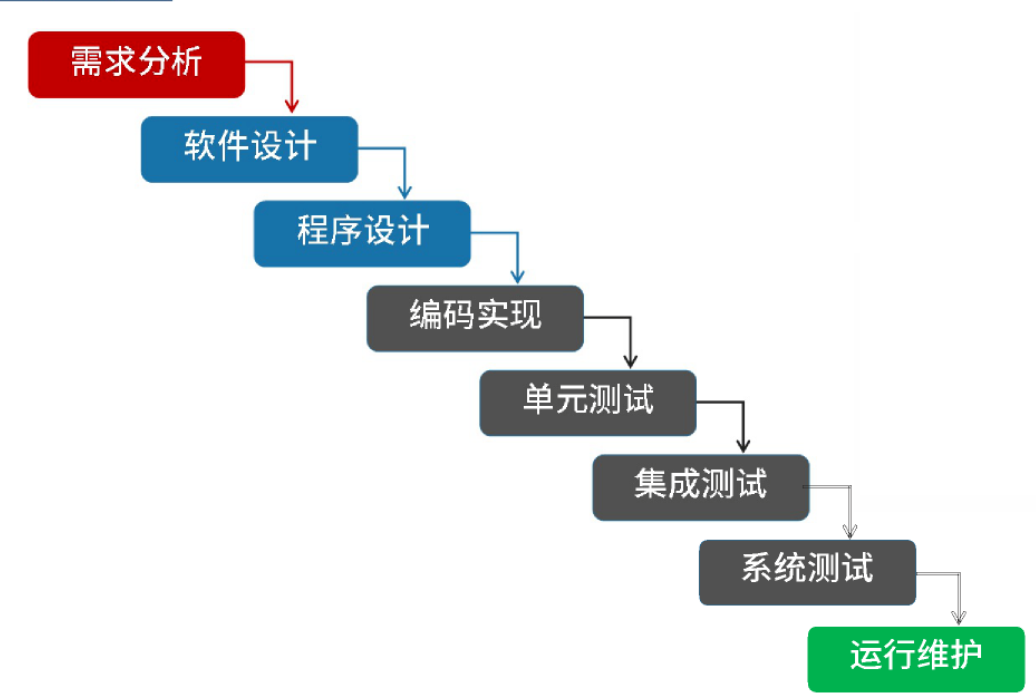 需求分析
软件设计
程序设计
编码实现
单元测试
集成测试
系统测试
运行维护